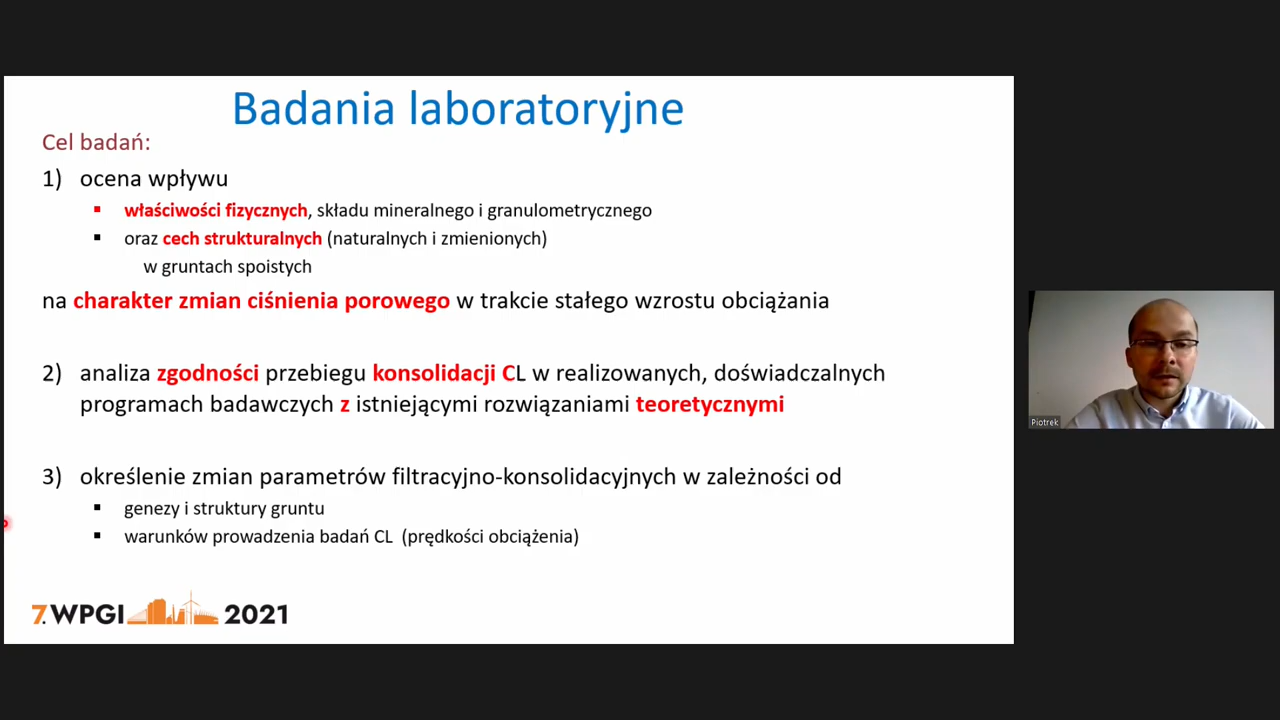 Badania laboratoryjne
Cel badań:
1) ocena wpływu
▪ właściwości fizycznych, składu mineralnego i granulometrycznego
▪ oraz cech strukturalnych (naturalnych i zmienionych)
w gruntach spoistych
na charakter zmian ciśnienia porowego w trakcie stałego wzrostu obciążania
2) analiza zgodności przebiegu konsolidacji CL w realizowanych, doświadczalnych
programach badawczych z istniejącymi rozwiązaniami teoretycznymi
3) określenie zmian parametrów filtracyjno-konsolidacyjnych w zależności od
▪ genezy i struktury gruntu
▪ warunków prowadzenia badań CL (prędkości obciążenia)
7. WPGI 2021
Piotrek